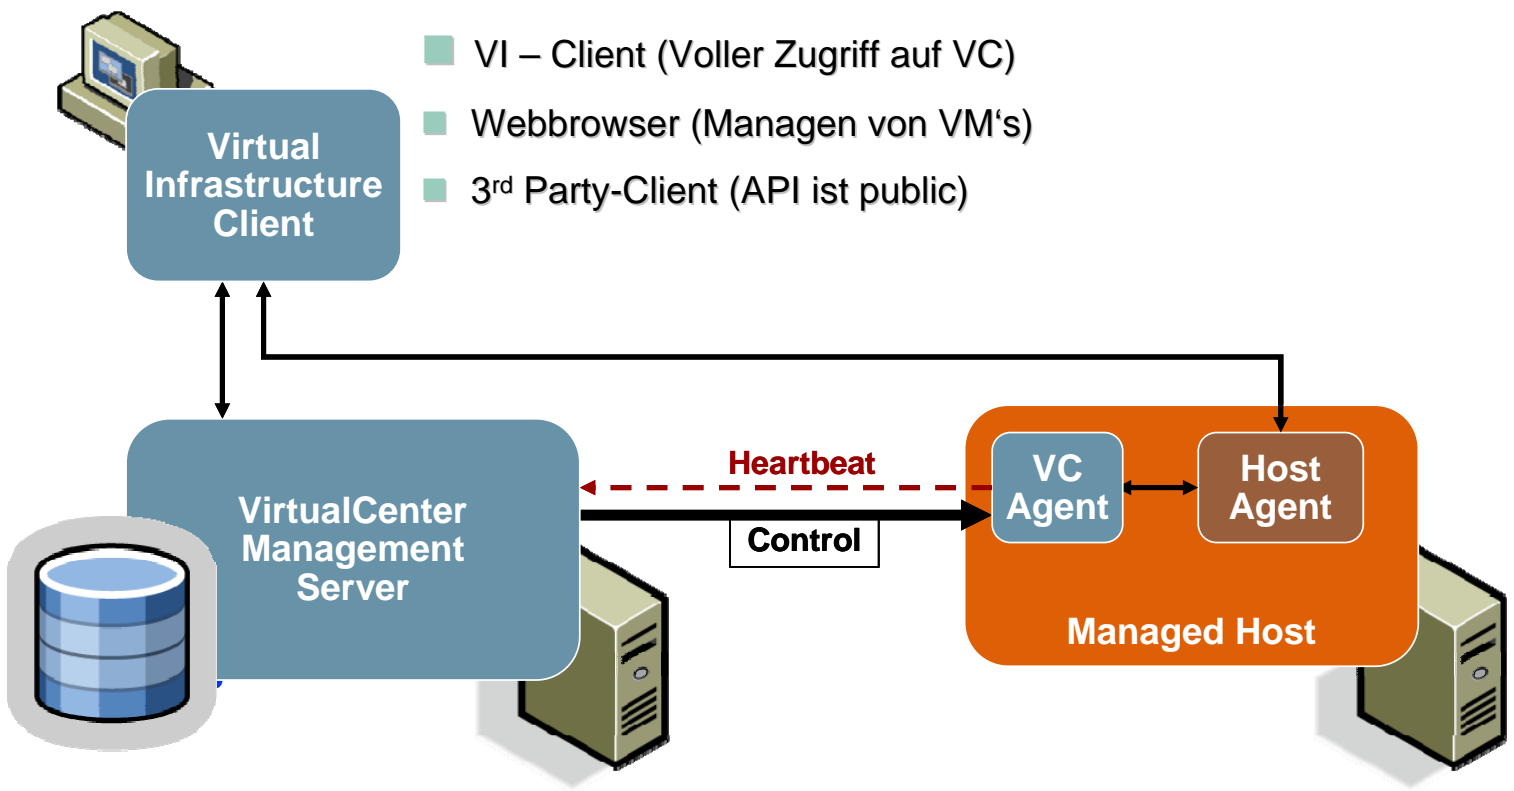 VI – Client (Voller Zugriff auf VC)
Webbrowser (Managen von VM‘s)
3rd Party-Client (API ist public)
Virtual
Infrastructure
Client
VirtualCenter
Management
Server
Heartbeat
Control
VC
Agent
Host
Agent
Managed Host